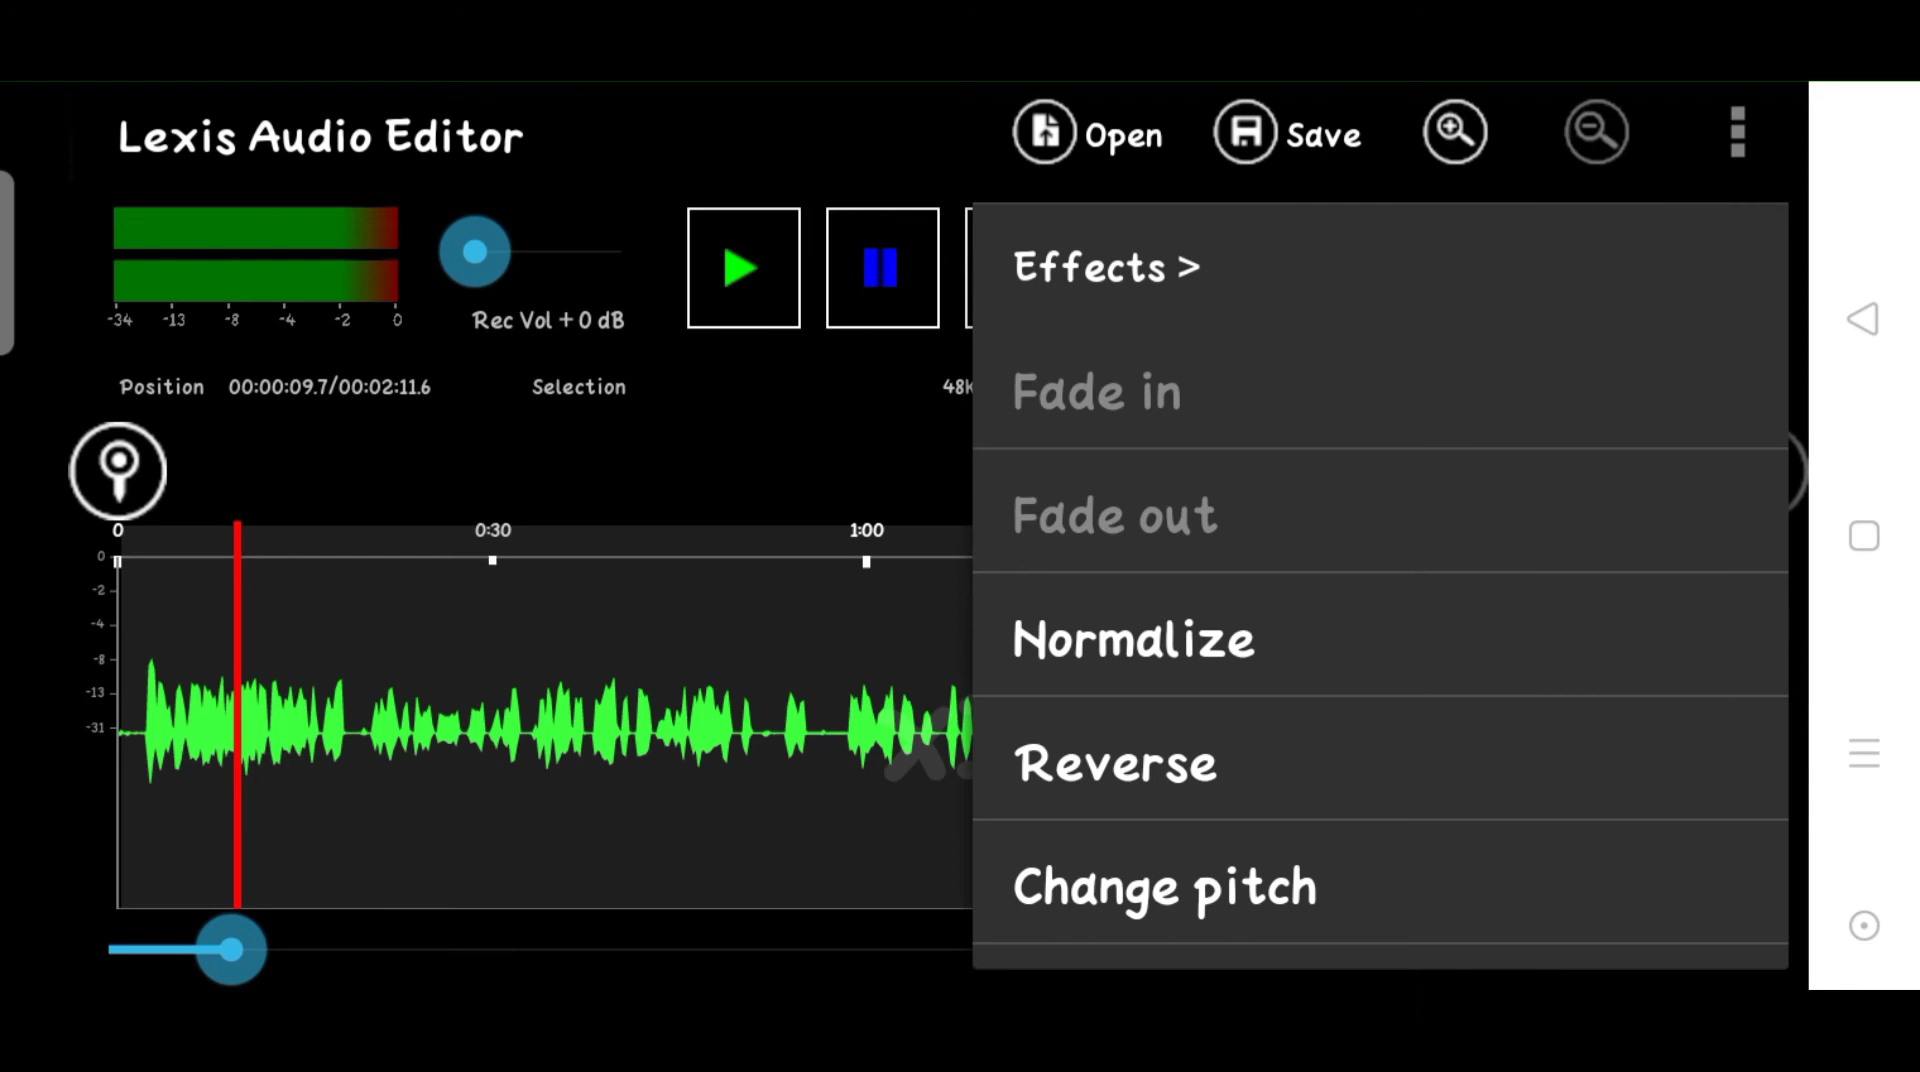 Lexis Audio Editor
Open
Save
-34 -13 -8 -4 -2 0
Rec Vol + 0 dB
Position 00:00:09.7/00:02:11.6
Selection
0 0:30 1:00
0
-2
-4
-8
-13
-31
Effects >
Fade in
Fade out
Normalize
Reverse
Change pitch